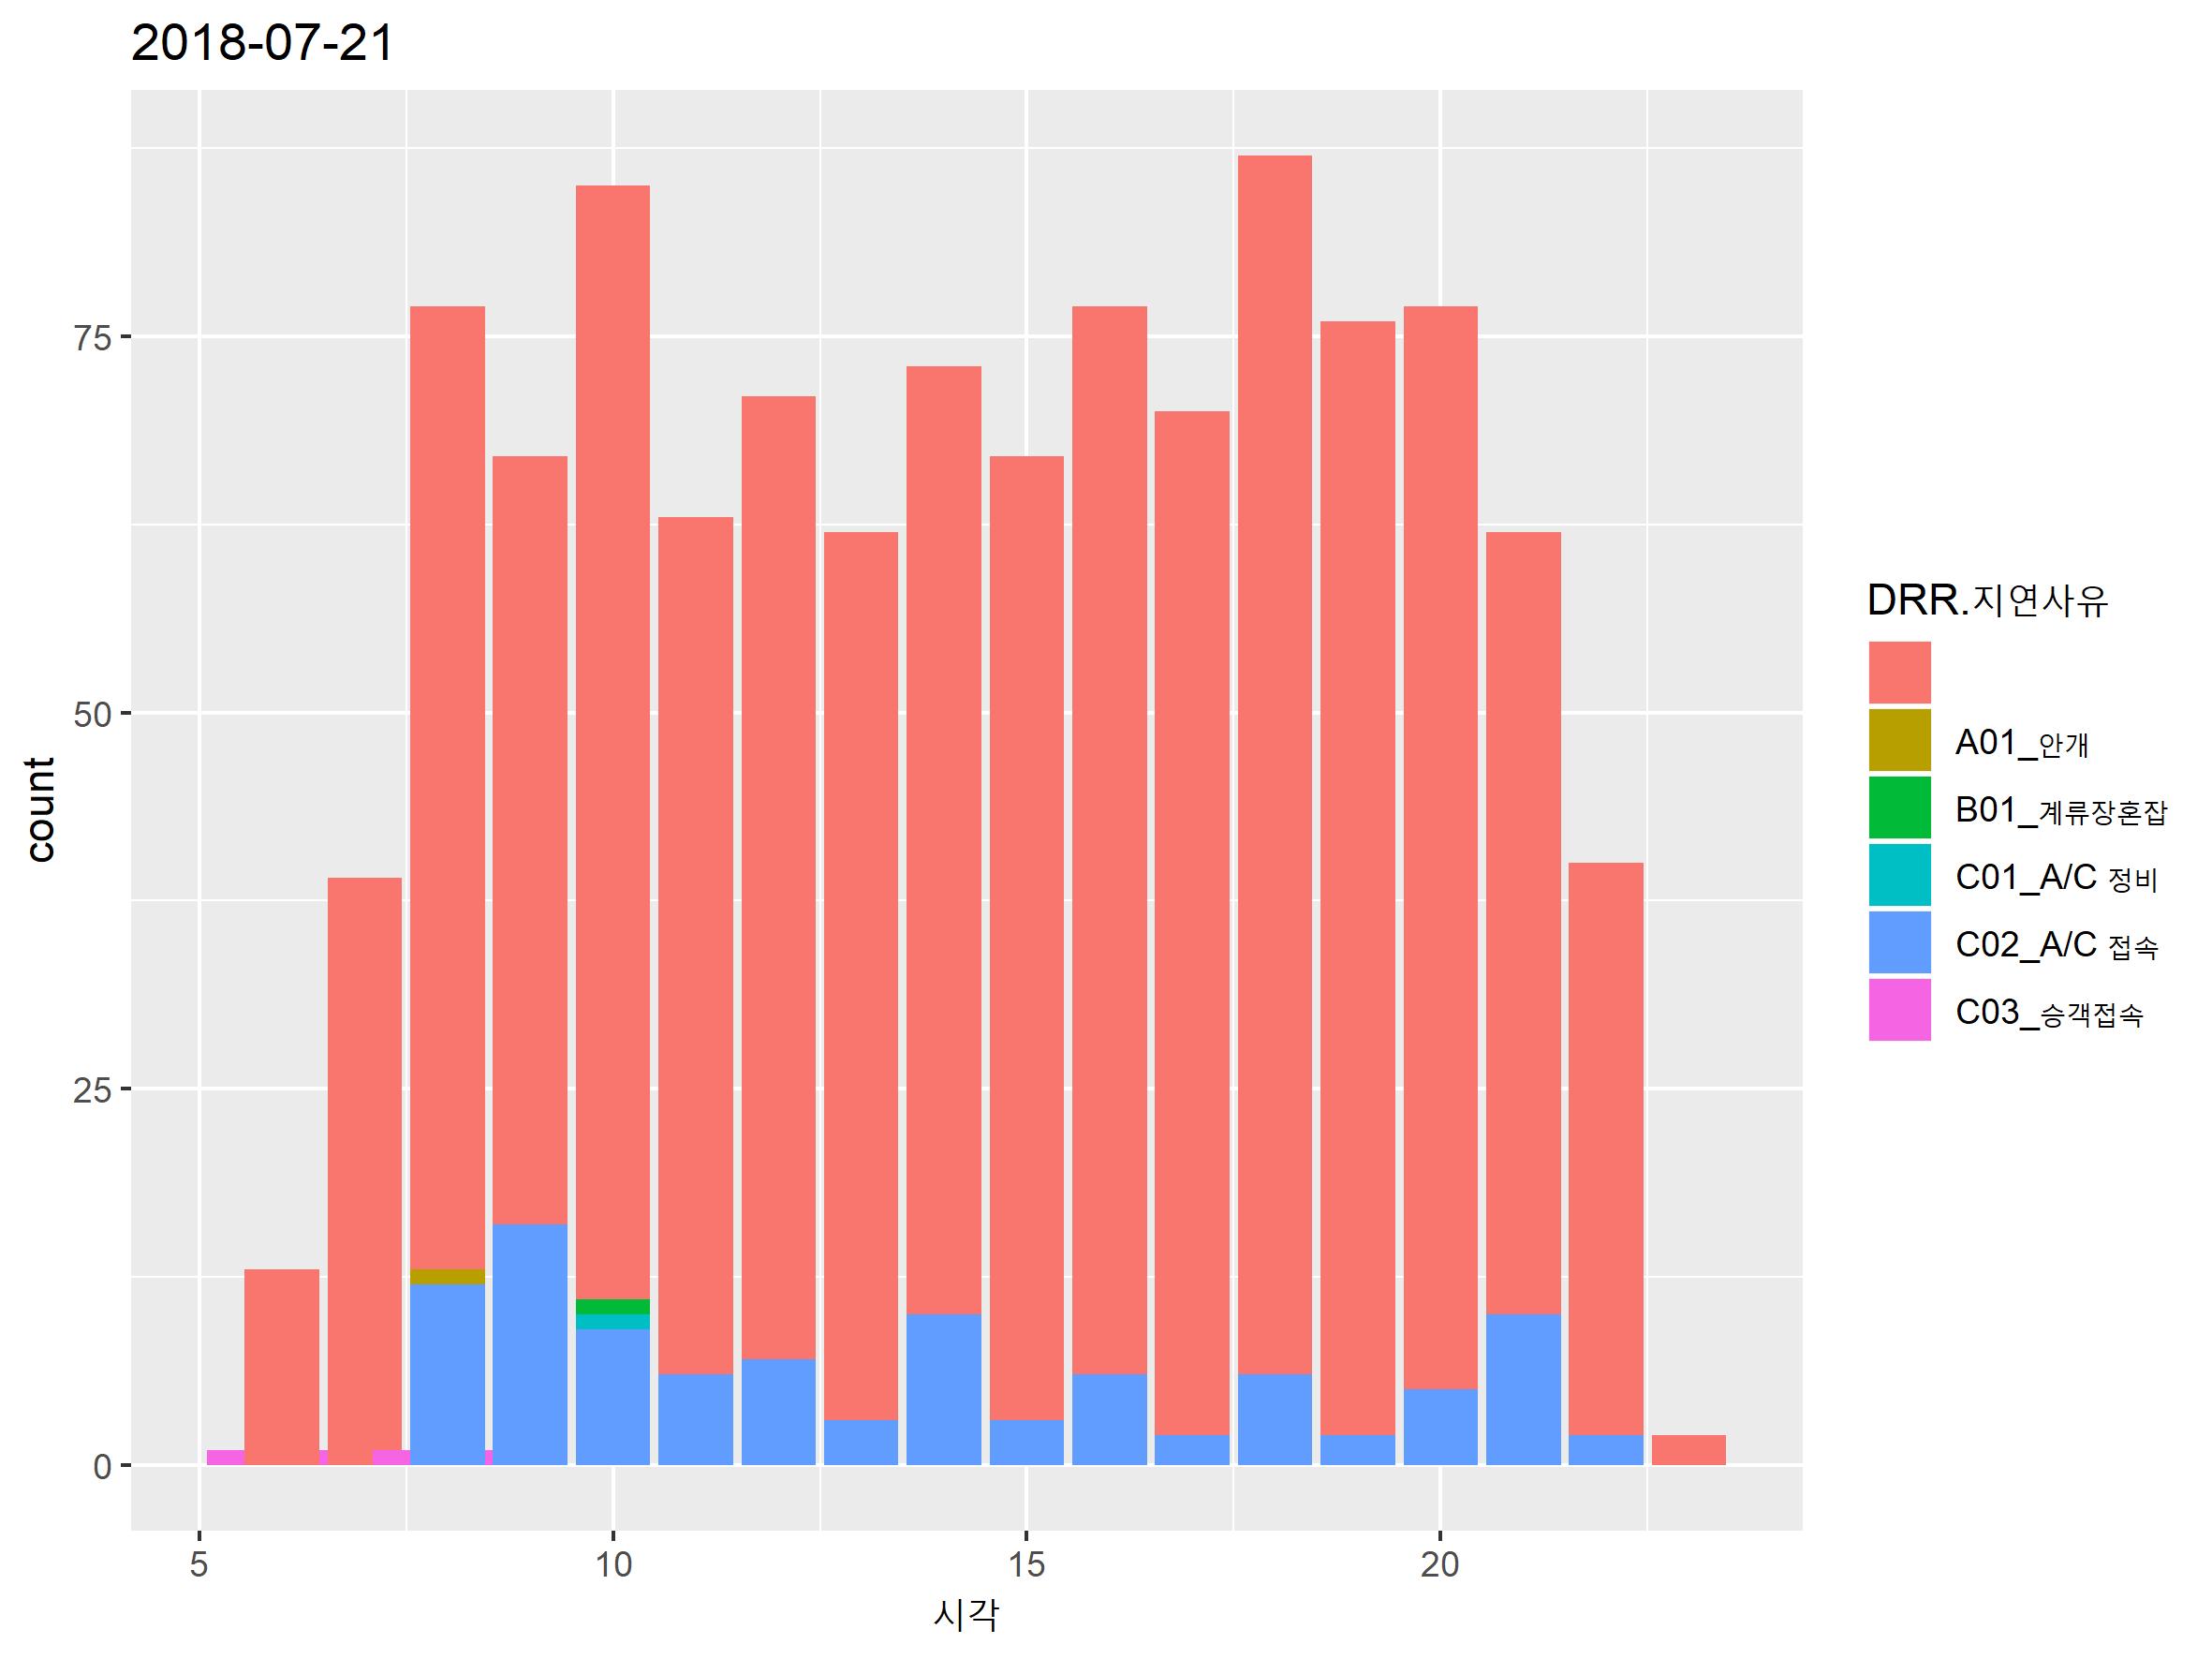 2018-07-21
75
50
25
0
count
5 10 15 20
시각
DRR.지연사유
A01_안개
B01_계류장혼잡
C01_A/C 정비
C02_A/C 접속
C03_승객접속